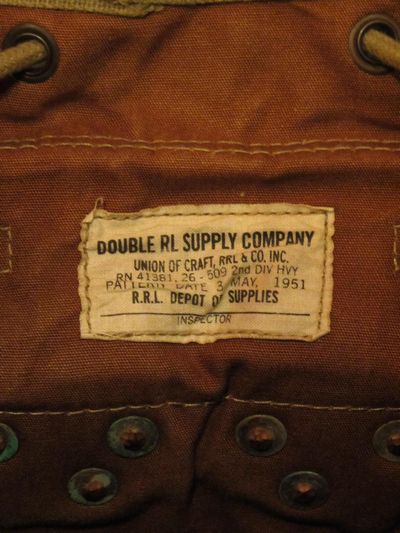 DOUBLE RL SUPPLY COMPANY
UNION OF CRAFT, RRL & CO. INC.
RN 41381, 26 - 509 2nd DIV HVY
PATTERN DATE 3 MAY, 1951
R.R.L. DEPOT OF SUPPLIES
INSPECTOR